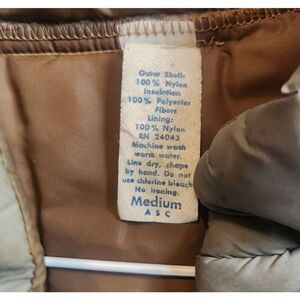 Outer Shell:
100% Nylon
Insulation
100% Polyester
Fibers
Lining:
100% Nylon
RN 24043
Machine wash
warm water.
Line dry, shape
by hand. Do not
use chlorine bleach
No ironing.
Medium
A S C